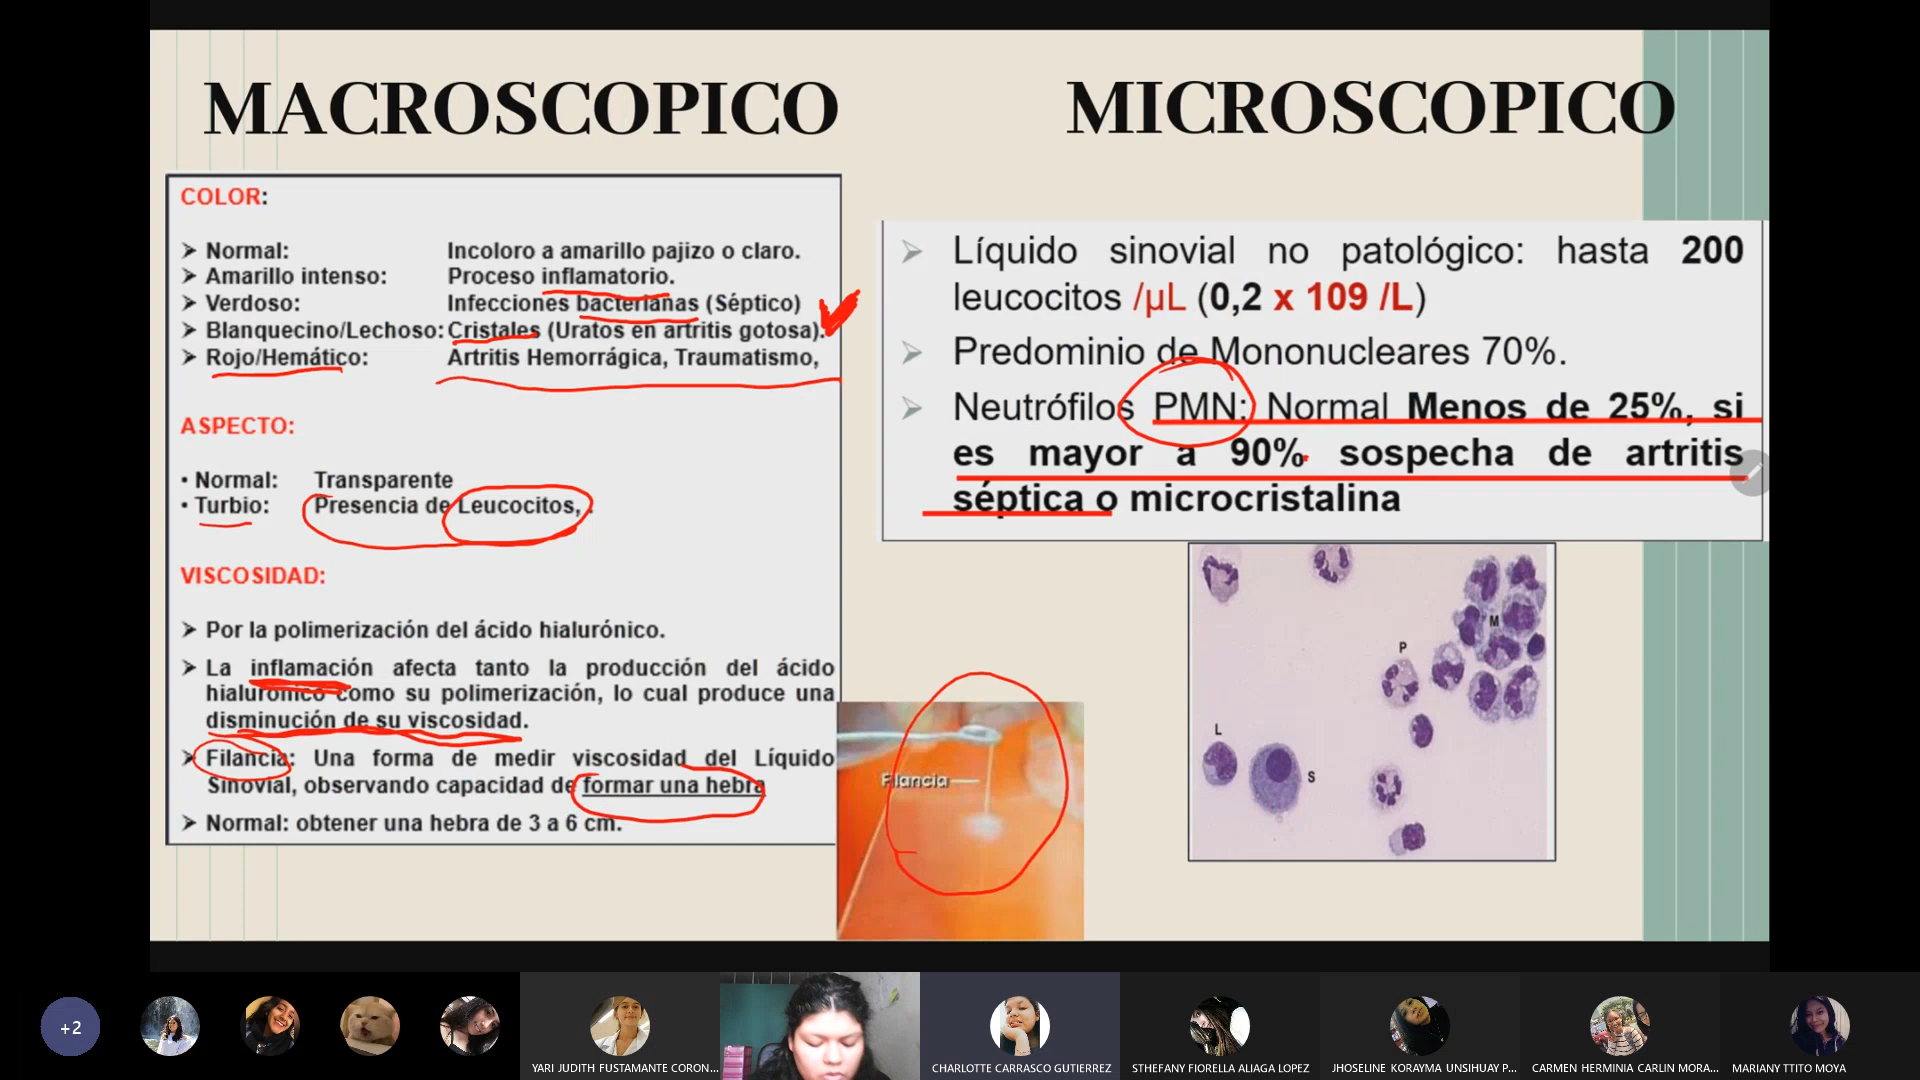 MACROSCOPICO
COLOR:
➤ Normal: Incoloro a amarillo pajizo o claro.
➤ Amarillo intenso: Proceso inflamatorio.
➤ Verdoso: Infecciones bacterianas (Séptico)
➤ Blanquecino/Lechoso: Cristales (Uratos en artritis gotosa).
➤ Rojo/Hemático: Artritis Hemorrágica, Traumatismo,
ASPECTO:
• Normal: Transparente
• Turbio: Presencia de Leucocitos, .
VISCOSIDAD:
➤ Por la polimerización del ácido hialurónico.
➤ La inflamación afecta tanto la producción del ácido
hialurónico como su polimerización, lo cual produce una
disminución de su viscosidad.
➤ Filancia: Una forma de medir viscosidad del Líquido
Sinovial, observando capacidad de formar una hebra
➤ Normal: obtener una hebra de 3 a 6 cm.
Filancia
MICROSCOPICO
➤ Líquido sinovial no patológico: hasta 200
leucocitos /µL (0,2 x 109 /L)
➤ Predominio de Mononucleares 70%.
➤ Neutrófilos PMN: Normal Menos de 25%, si
es mayor a 90% sospecha de artritis
séptica o microcristalina
M
P
L
S
+2
YARI JUDITH FUSTAMANTE CORON...
CHARLOTTE CARRASCO GUTIERREZ
STHEFANY FIORELLA ALIAGA LOPEZ
JHOSELINE KORAYMA UNSIHUAY P...
CARMEN HERMINIA CARLIN MORA...
MARIANY TTITO MOYA